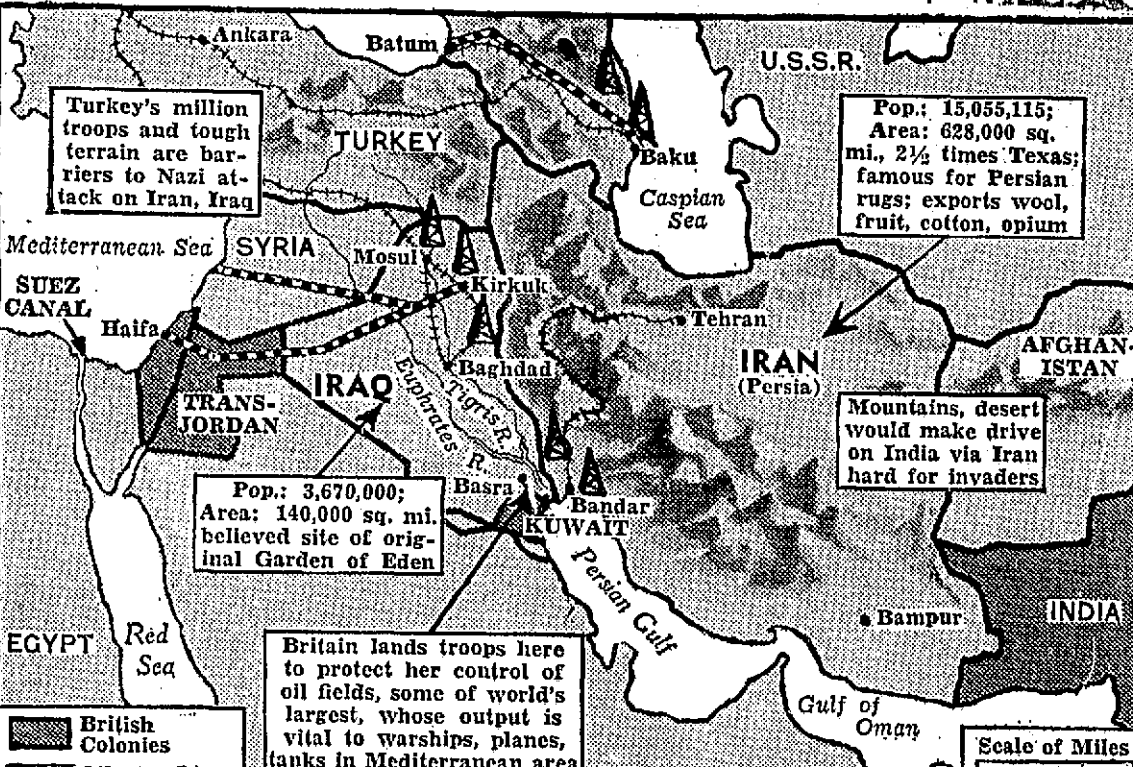 Ankara
Batum
U.S.S.R.
Turkey's million
troops and tough
terrain are bar-
riers to Nazi at-
tack on Iran, Iraq
TURKEY
Baku
Caspian
Sea
Pop.: 15,055,115;
Area: 628,000 sq.
mi., 2½ times Texas;
famous for Persian
rugs; exports wool,
fruit, cotton, opium
Mediterranean Sea
SYRIA
Mosul
Kirkuk
SUEZ
CANAL
Haifa
Tehran
Baghdad
IRAN
(Persia)
AFGHAN-
ISTAN
IRAQ
Euphrates R.
Tigris R.
TRANS-
JORDAN
Mountains, desert
would make drive
on India via Iran
hard for invaders
Pop.: 3,670,000;
Area: 140,000 sq. mi.
believed site of orig-
inal Garden of Eden
Basra
Bandar
KUWAIT
Persian Gulf
Bampur
INDIA
EGYPT
Red
Sea
Britain lands troops here
to protect her control of
oil fields, some of world's
largest, whose output is
vital to warships, planes,
tanks in Mediterranean area
Gulf of
Oman
British
Colonies
Scale of Miles